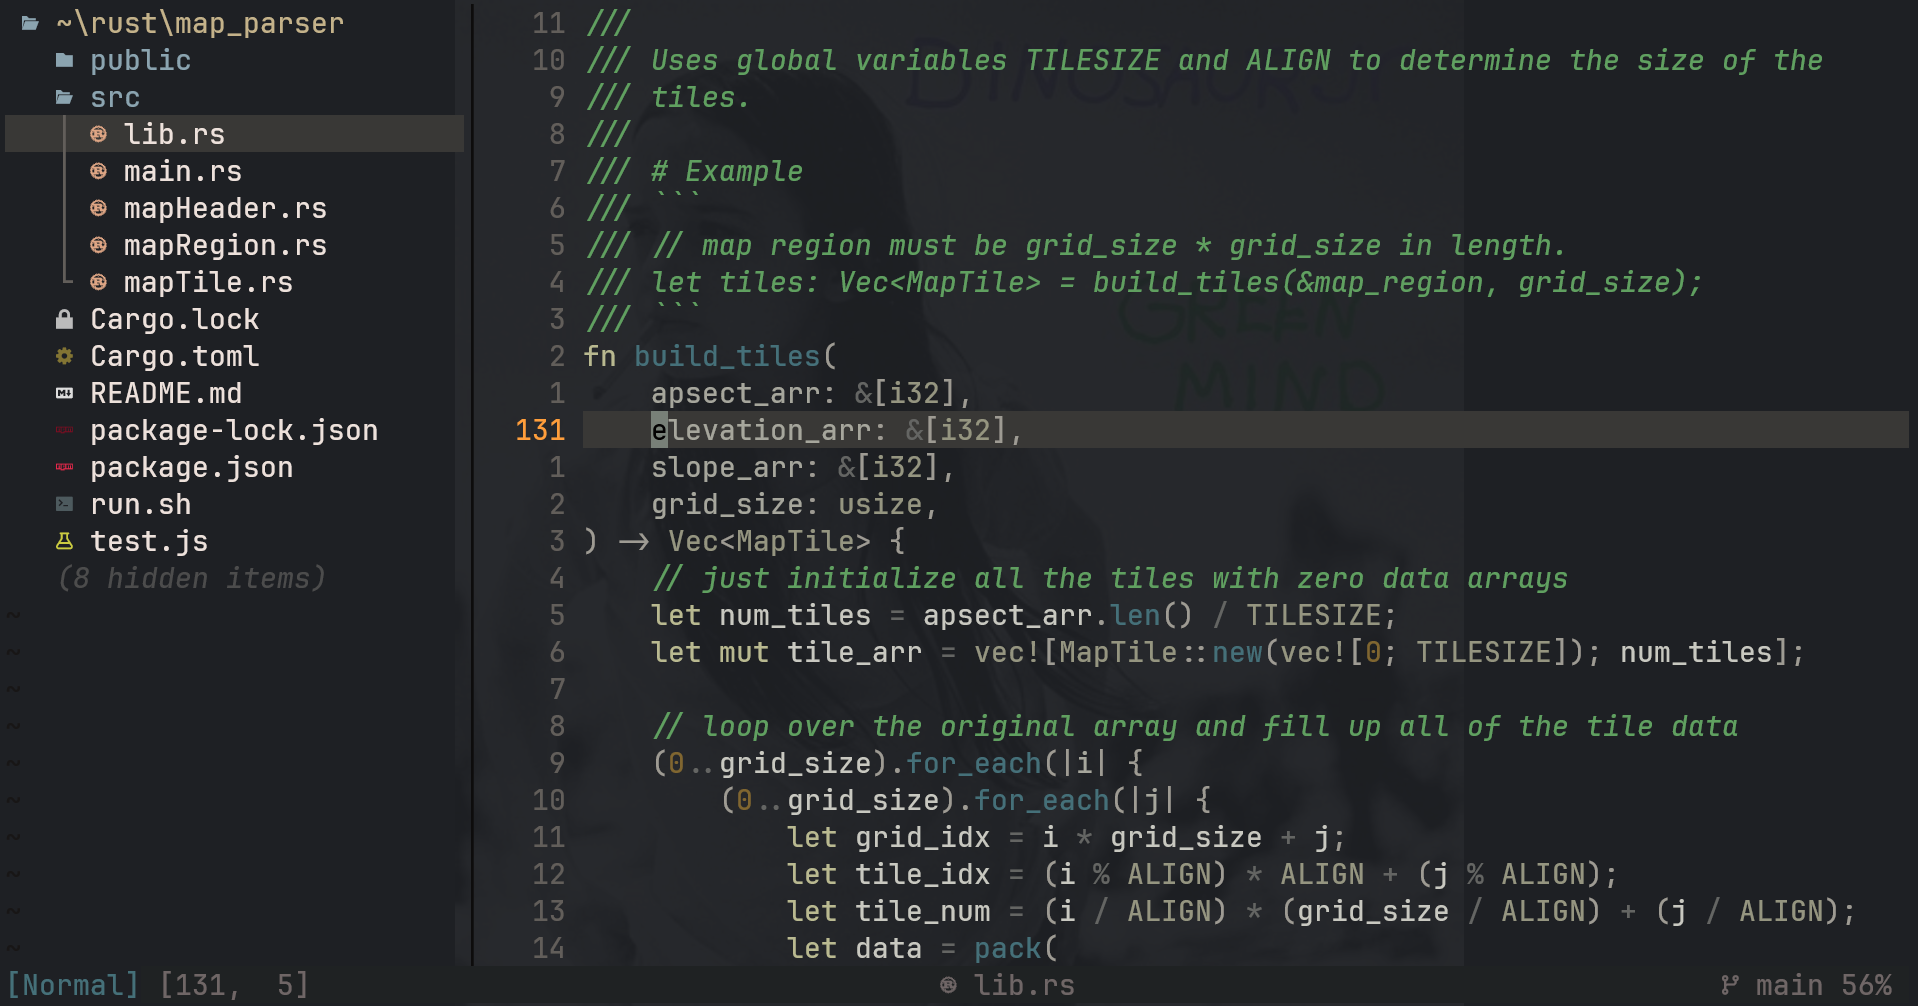 ~\rust\map_parser
public
src
lib.rs
main.rs
mapHeader.rs
mapRegion.rs
mapTile.rs
Cargo.lock
Cargo.toml
README.md
package-lock.json
package.json
run.sh
test.js
(8 hidden items)
~
~
~
~
~
~
~
~
~
~
11 ///
10 /// Uses global variables TILESIZE and ALIGN to determine the size of the
9 /// tiles.
8 ///
7 /// # Example
6 /// ```
5 /// // map region must be grid_size * grid_size in length.
4 /// let tiles: Vec<MapTile> = build_tiles(&map_region, grid_size);
3 /// ```
2 fn build_tiles(
1     apsect_arr: &[i32],
131     elevation_arr: &[i32],
1     slope_arr: &[i32],
2     grid_size: usize,
3 ) -> Vec<MapTile> {
4     // just initialize all the tiles with zero data arrays
5     let num_tiles = apsect_arr.len() / TILESIZE;
6     let mut tile_arr = vec![MapTile::new(vec![0; TILESIZE]); num_tiles];
7
8     // loop over the original array and fill up all of the tile data
9     (0..grid_size).for_each(|i| {
10         (0..grid_size).for_each(|j| {
11             let grid_idx = i * grid_size + j;
12             let tile_idx = (i % ALIGN) * ALIGN + (j % ALIGN);
13             let tile_num = (i / ALIGN) * (grid_size / ALIGN) + (j / ALIGN);
14             let data = pack(
DINOSAURS
GREEN
MIND
[Normal] [131,  5] lib.rs main 56%